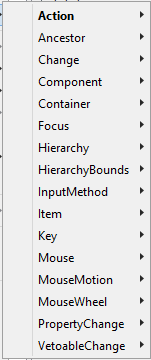 Action
Ancestor
Change
Component
Container
Focus
Hierarchy
HierarchyBounds
InputMethod
Item
Key
Mouse
MouseMotion
MouseWheel
PropertyChange
VetoableChange